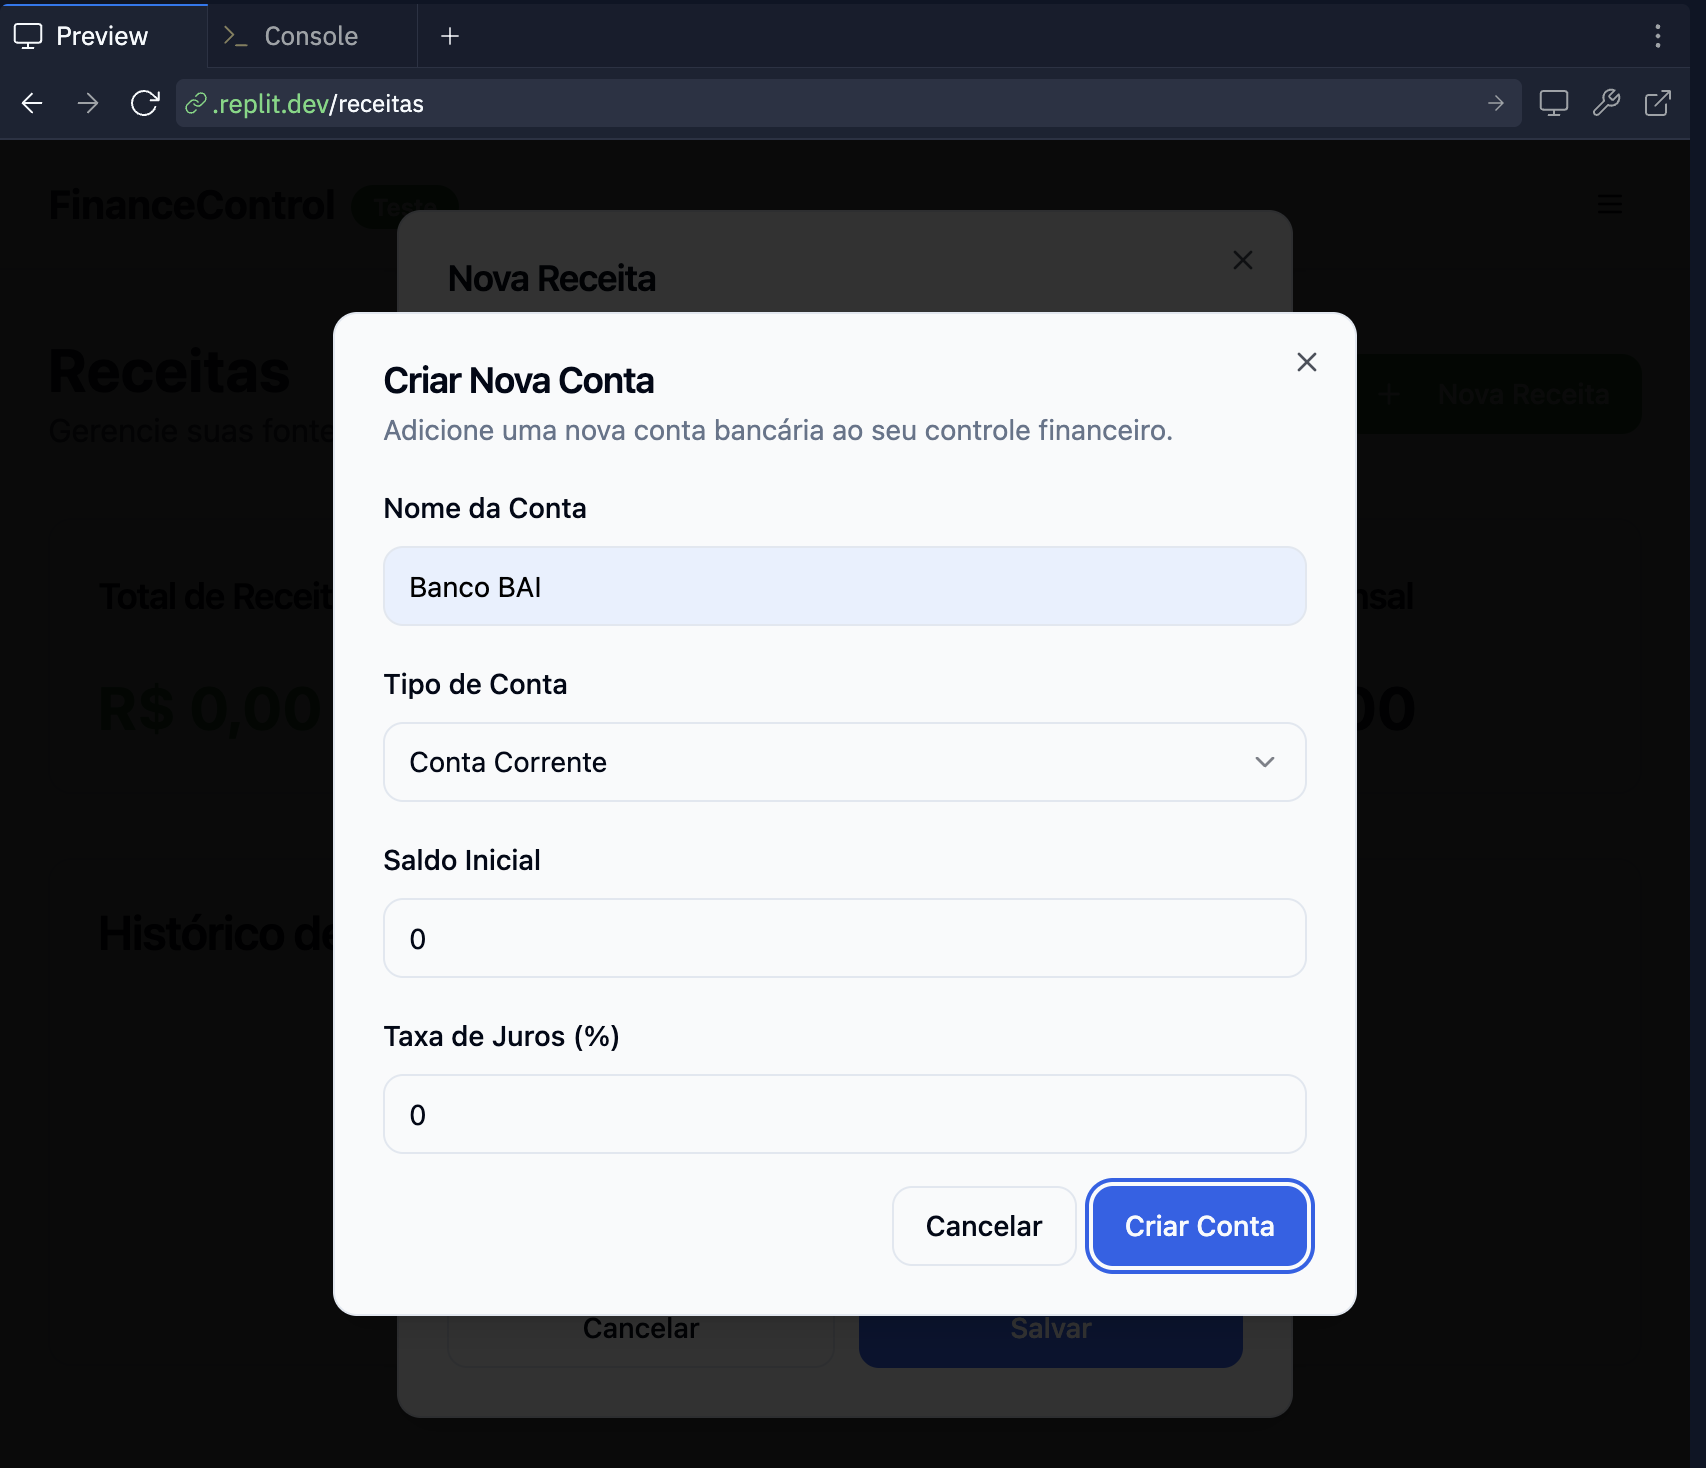 Preview
Console
.replit.dev/receitas
FinanceControl
Teste
Nova Receita
Receitas
Gerencie suas fonte
Nova Receita
Criar Nova Conta
Adicione uma nova conta bancária ao seu controle financeiro.
Nome da Conta
Banco BAI
Total de Receit
nsal
Tipo de Conta
R$ 0,00
00
Conta Corrente
Saldo Inicial
0
Histórico de
Taxa de Juros (%)
0
Cancelar
Criar Conta
Cancelar
Salvar